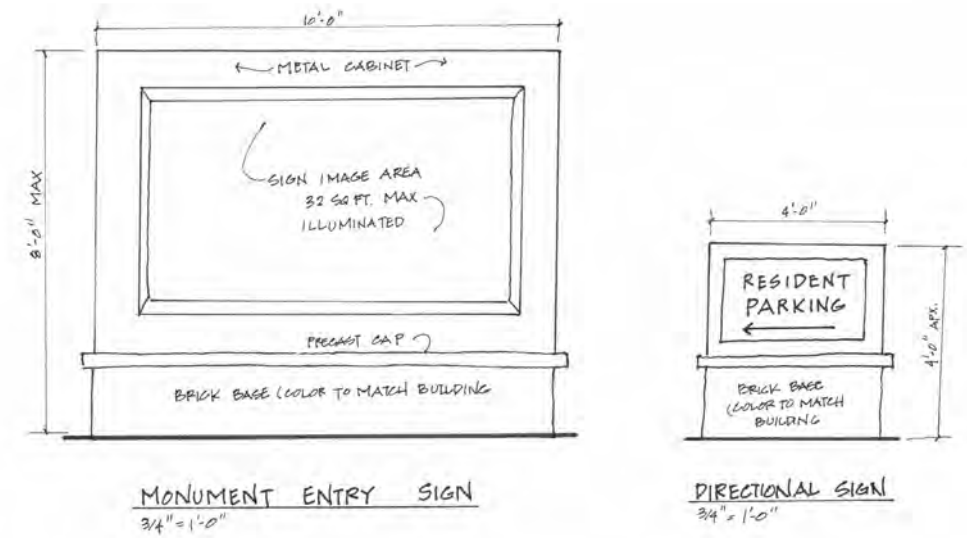 10'-0"
METAL CABINET
8'-0" MAX
SIGN IMAGE AREA
32 SQ FT. MAX
ILLUMINATED
PRECAST CAP
BRICK BASE (COLOR TO MATCH BUILDING
MONUMENT ENTRY SIGN
3/4" = 1'-0"
4'-0"
RESIDENT
PARKING
4'-0" APX.
BRICK BASE
(COLOR TO MATCH
BUILDING
DIRECTIONAL SIGN
3/4" = 1'-0"